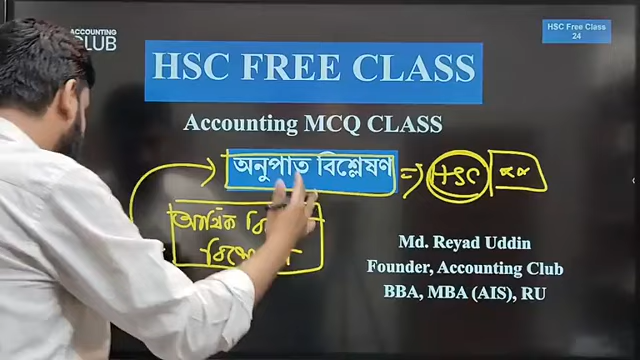 ACCOUNTING
CLUB
HSC Free Class
24
HSC FREE CLASS
Accounting MCQ CLASS
অনুপাত বিশ্লেষণ
HSC
আর্থিক
Md. Reyad Uddin
Founder, Accounting Club
BBA, MBA (AIS), RU